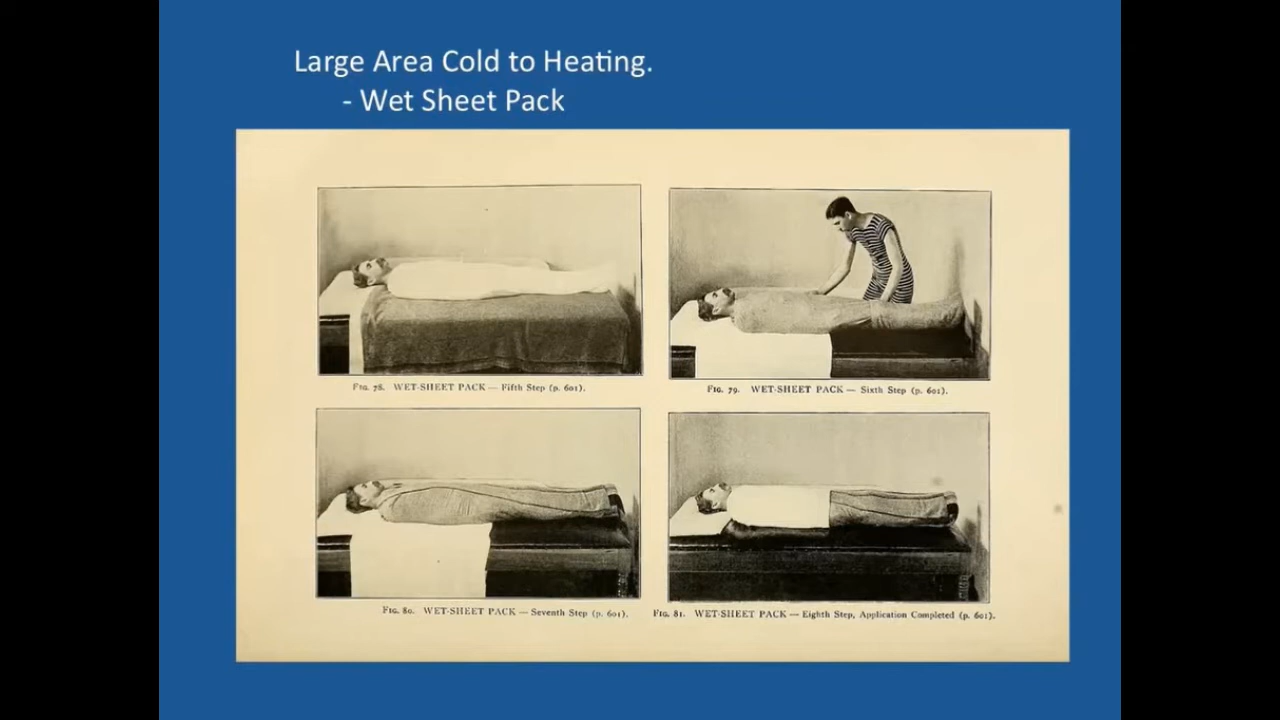 Large Area Cold to Heating.
- Wet Sheet Pack
FIG. 78. WET-SHEET PACK — Fifth Step (p. 601).
FIG. 79. WET-SHEET PACK — Sixth Step (p. 601).
FIG. 80. WET-SHEET PACK — Seventh Step (p. 601).
FIG. 81. WET-SHEET PACK — Eighth Step, Application Completed (p. 601).